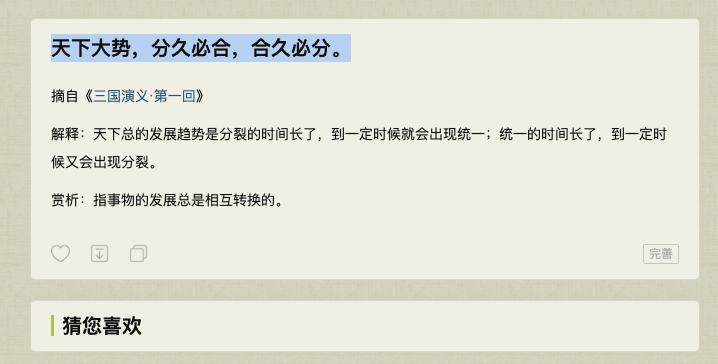 天下大势，分久必合，合久必分。
摘自《三国演义·第一回》
解释：天下总的发展趋势是分裂的时间长了，到一定时候就会出现统一；统一的时间长了，到一定时
候又会出现分裂。
赏析：指事物的发展总是相互转换的。
完善
猜您喜欢